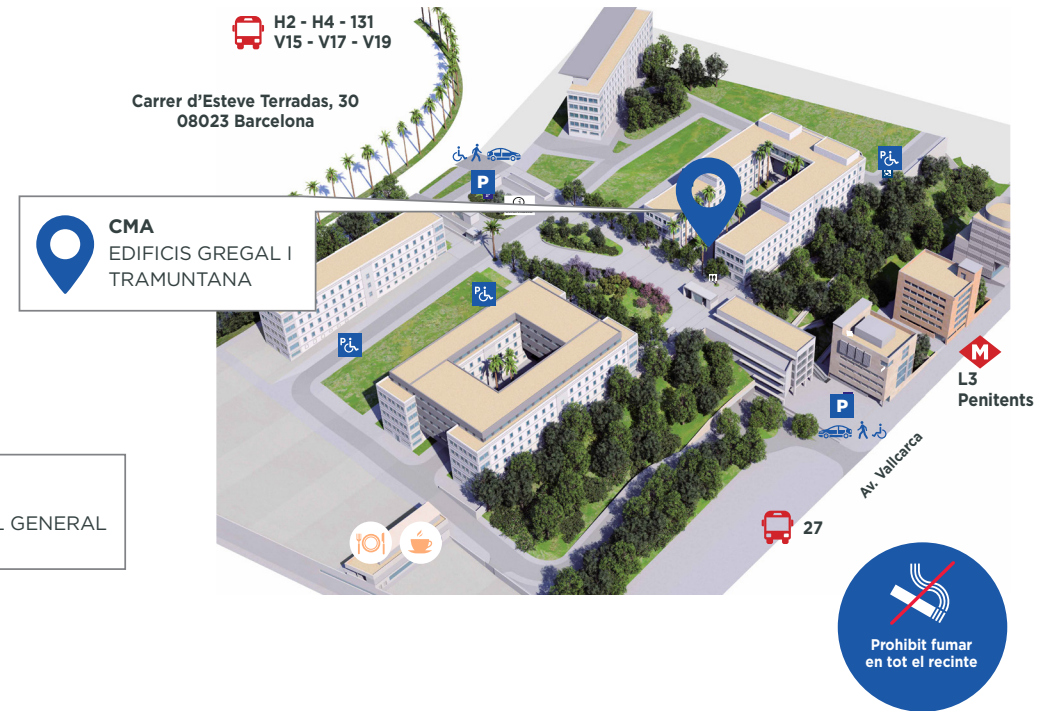 H2 - H4 - 131
V15 - V17 - V19
Carrer d’Esteve Terradas, 30
08023 Barcelona
P
P
CMA
EDIFICIS GREGAL I
TRAMUNTANA
P
P
M
L3
Penitents
P
Av. Vallcarca
L GENERAL
27
Prohibit fumar
en tot el recinte